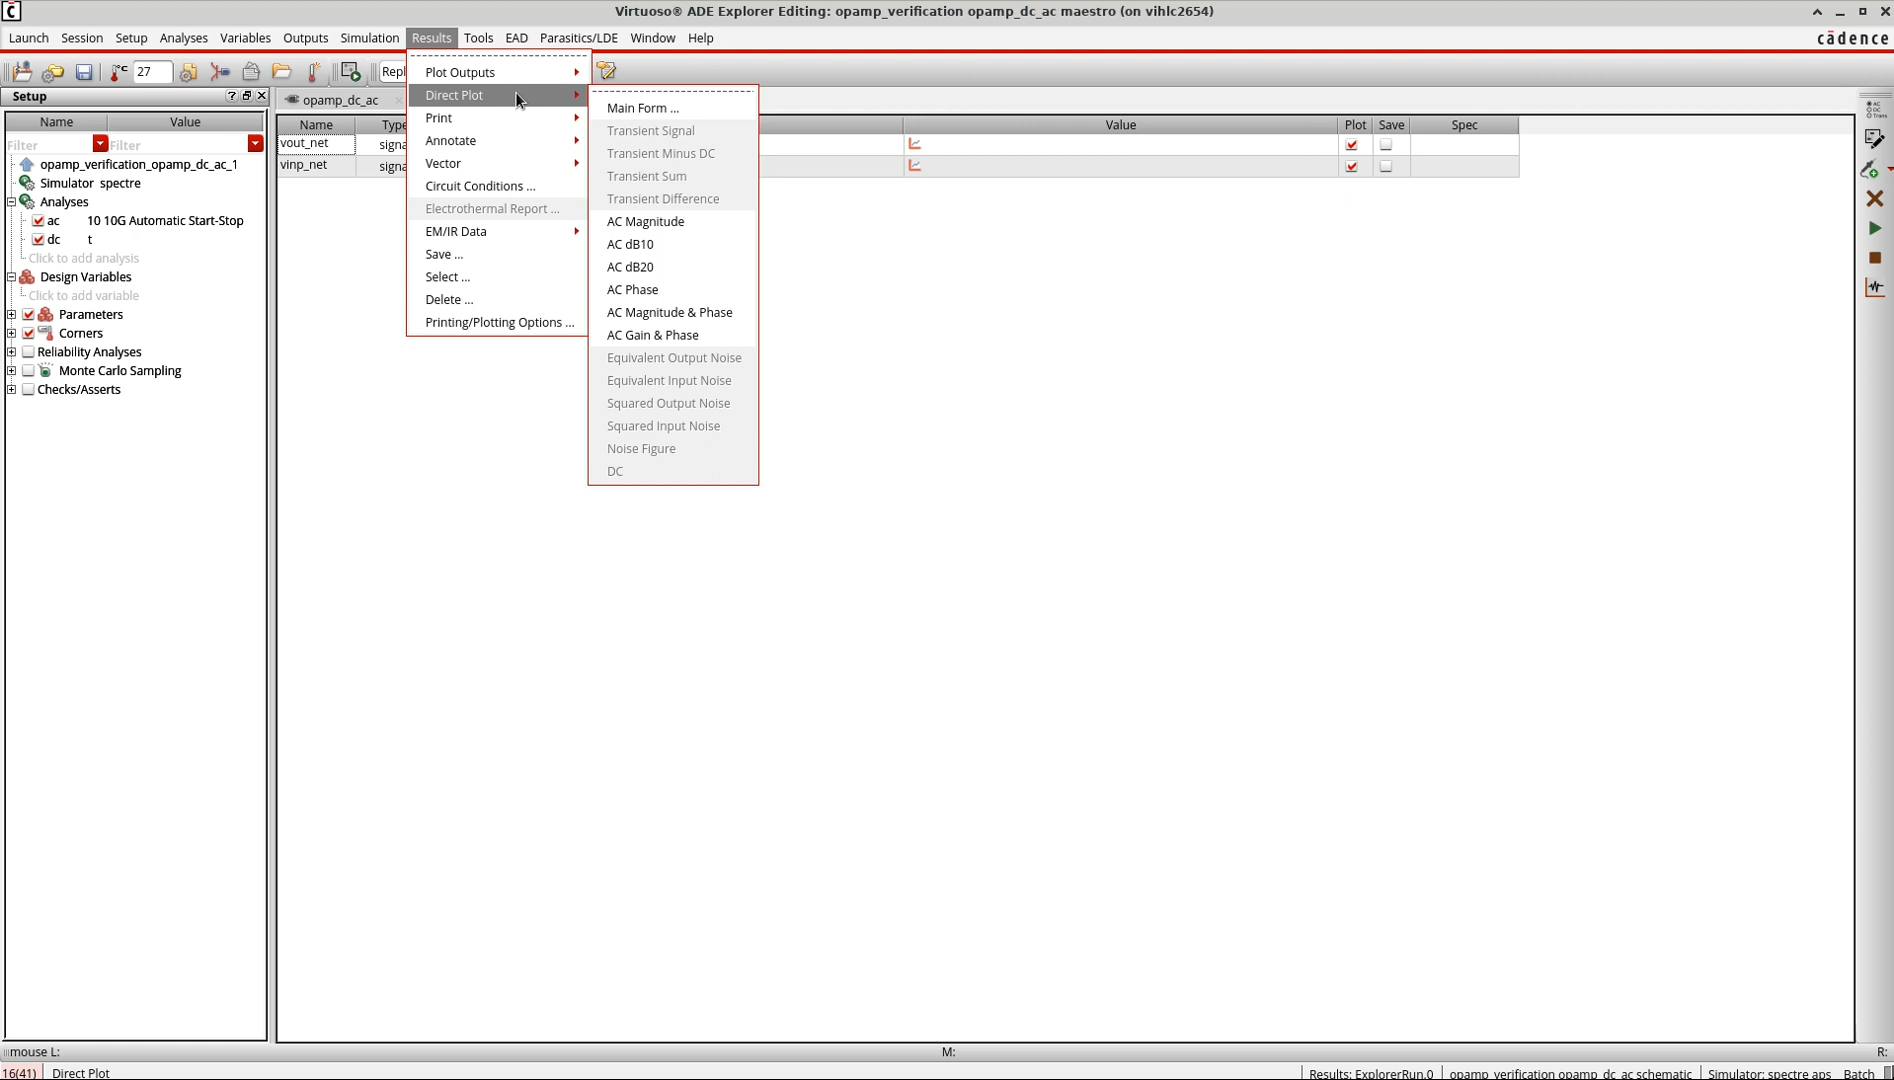 Virtuoso® ADE Explorer Editing: opamp_verification opamp_dc_ac maestro (on vihlc2654)
Launch Session Setup Analyses Variables Outputs Simulation Results Tools EAD Parasitics/LDE Window Help
cādence
°C 27 Repl
Setup
Name Value
Filter Filter
opamp_verification_opamp_dc_ac_1
Simulator spectre
Analyses
ac 10 10G Automatic Start-Stop
dc t
Click to add analysis
Design Variables
Click to add variable
Parameters
Corners
Reliability Analyses
Monte Carlo Sampling
Checks/Asserts
opamp_dc_ac
Name Type Value Plot Save Spec
vout_net signa
vinp_net signa
Plot Outputs
Direct Plot
Print
Annotate
Vector
Circuit Conditions ...
Electrothermal Report ...
EM/IR Data
Save ...
Select ...
Delete ...
Printing/Plotting Options ...
Main Form ...
Transient Signal
Transient Minus DC
Transient Sum
Transient Difference
AC Magnitude
AC dB10
AC dB20
AC Phase
AC Magnitude & Phase
AC Gain & Phase
Equivalent Output Noise
Equivalent Input Noise
Squared Output Noise
Squared Input Noise
Noise Figure
DC
AC
DC
Trans
mouse L: M: R:
16(41) Direct Plot Results: ExplorerRun.0 opamp_verification opamp_dc_ac schematic Simulator: spectre aps Batch